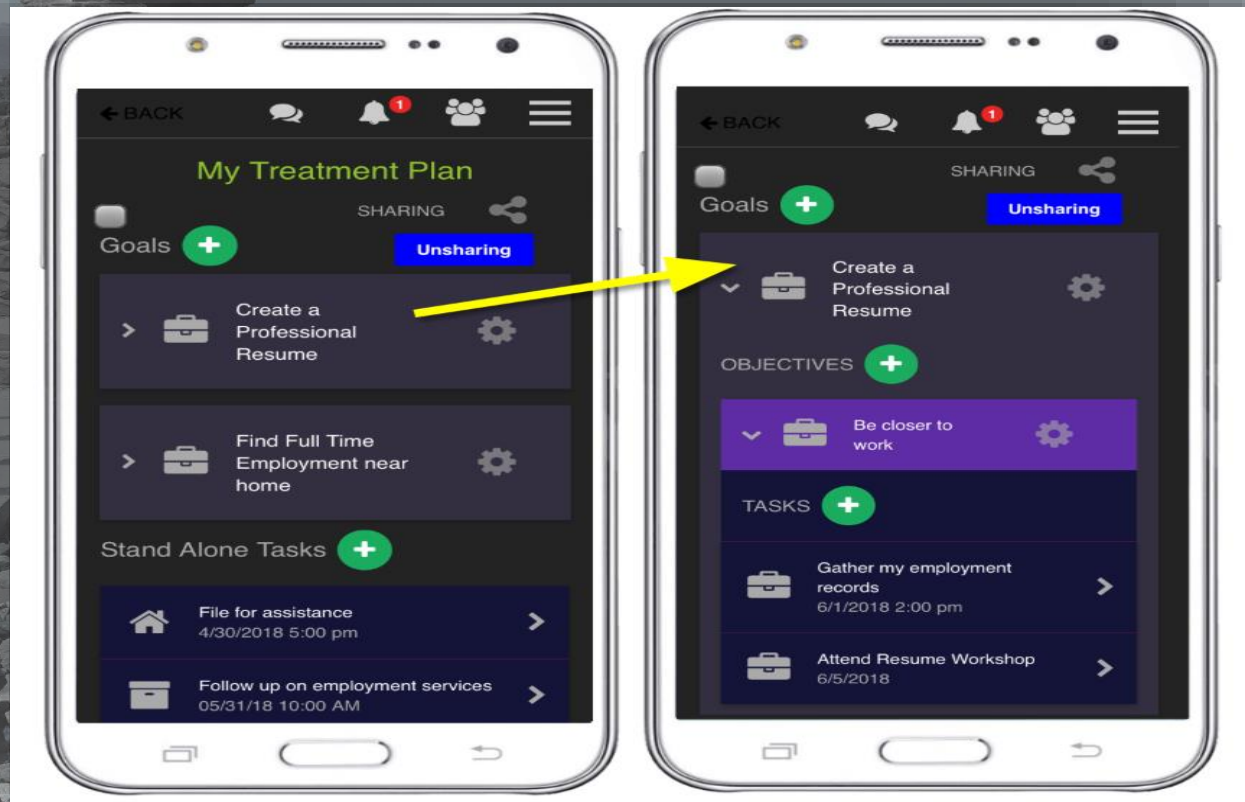 BACK
1
My Treatment Plan
SHARING
Goals
Unsharing
Create a
Professional
Resume
Find Full Time
Employment near
home
Stand Alone Tasks
File for assistance
4/30/2018 5:00 pm
Follow up on employment services
05/31/18 10:00 AM
BACK
1
SHARING
Goals
Unsharing
Create a
Professional
Resume
OBJECTIVES
Be closer to
work
TASKS
Gather my employment
records
6/1/2018 2:00 pm
Attend Resume Workshop
6/5/2018